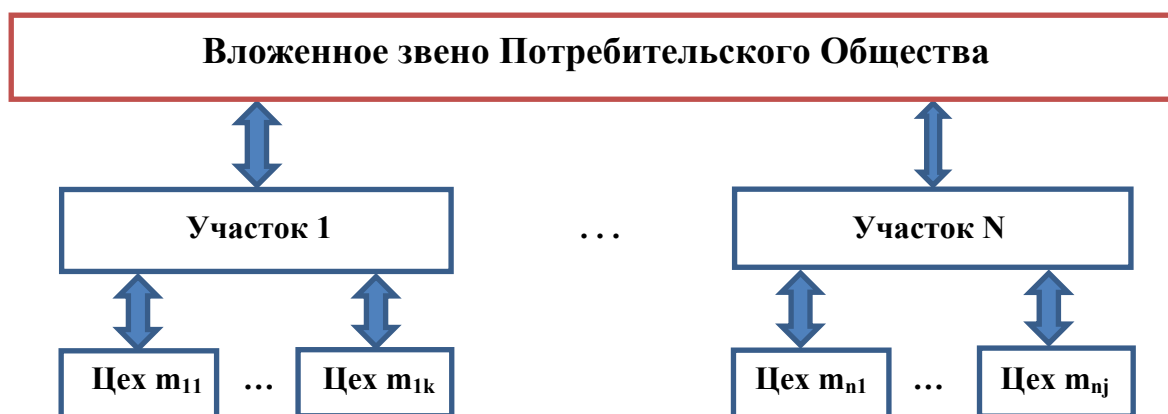 Вложенное звено Потребительского Общества
Участок 1 ... Участок N
Цех m₁₁ ... Цех m₁ₖ Цех mₙ₁ ... Цех mₙⱼ